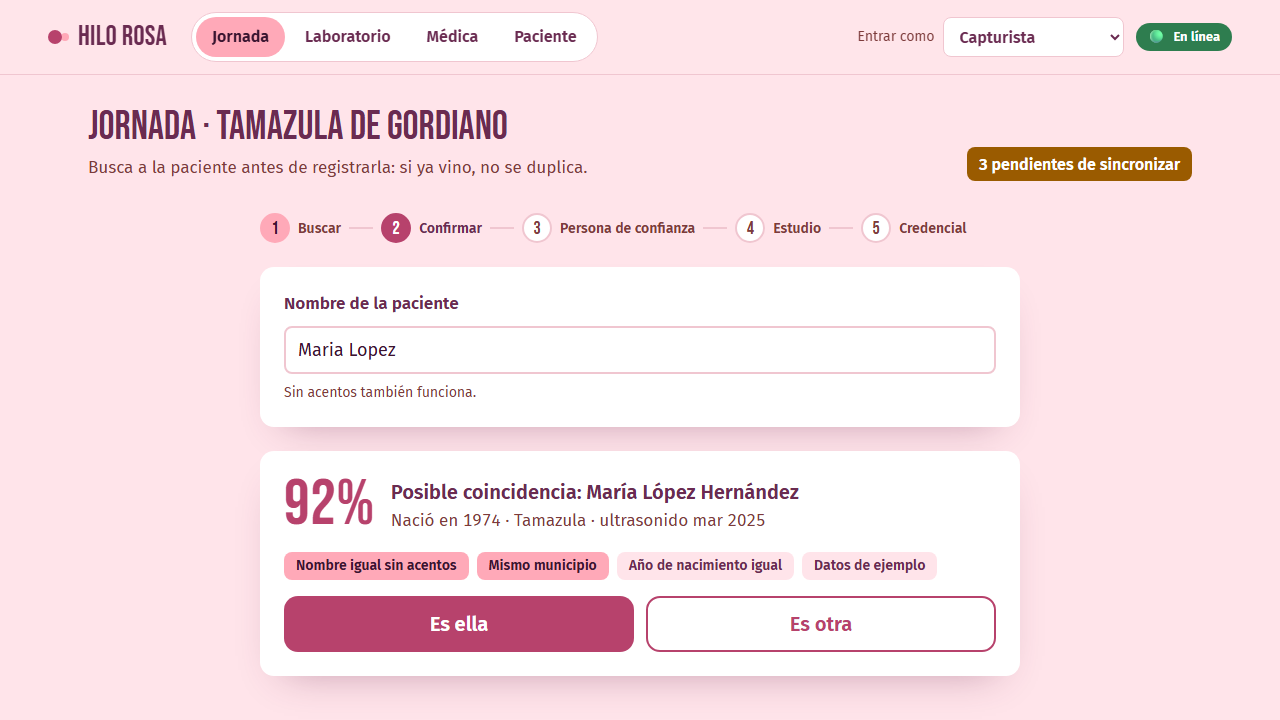 HILO ROSA
Jornada
Laboratorio
Médica
Paciente
Entrar como
Capturista
En línea
JORNADA · TAMAZULA DE GORDIANO
Busca a la paciente antes de registrarla: si ya vino, no se duplica.
3 pendientes de sincronizar
1 Buscar
2 Confirmar
3 Persona de confianza
4 Estudio
5 Credencial
Nombre de la paciente
Maria Lopez
Sin acentos también funciona.
92%
Posible coincidencia: María López Hernández
Nació en 1974 · Tamazula · ultrasonido mar 2025
Nombre igual sin acentos
Mismo municipio
Año de nacimiento igual
Datos de ejemplo
Es ella
Es otra